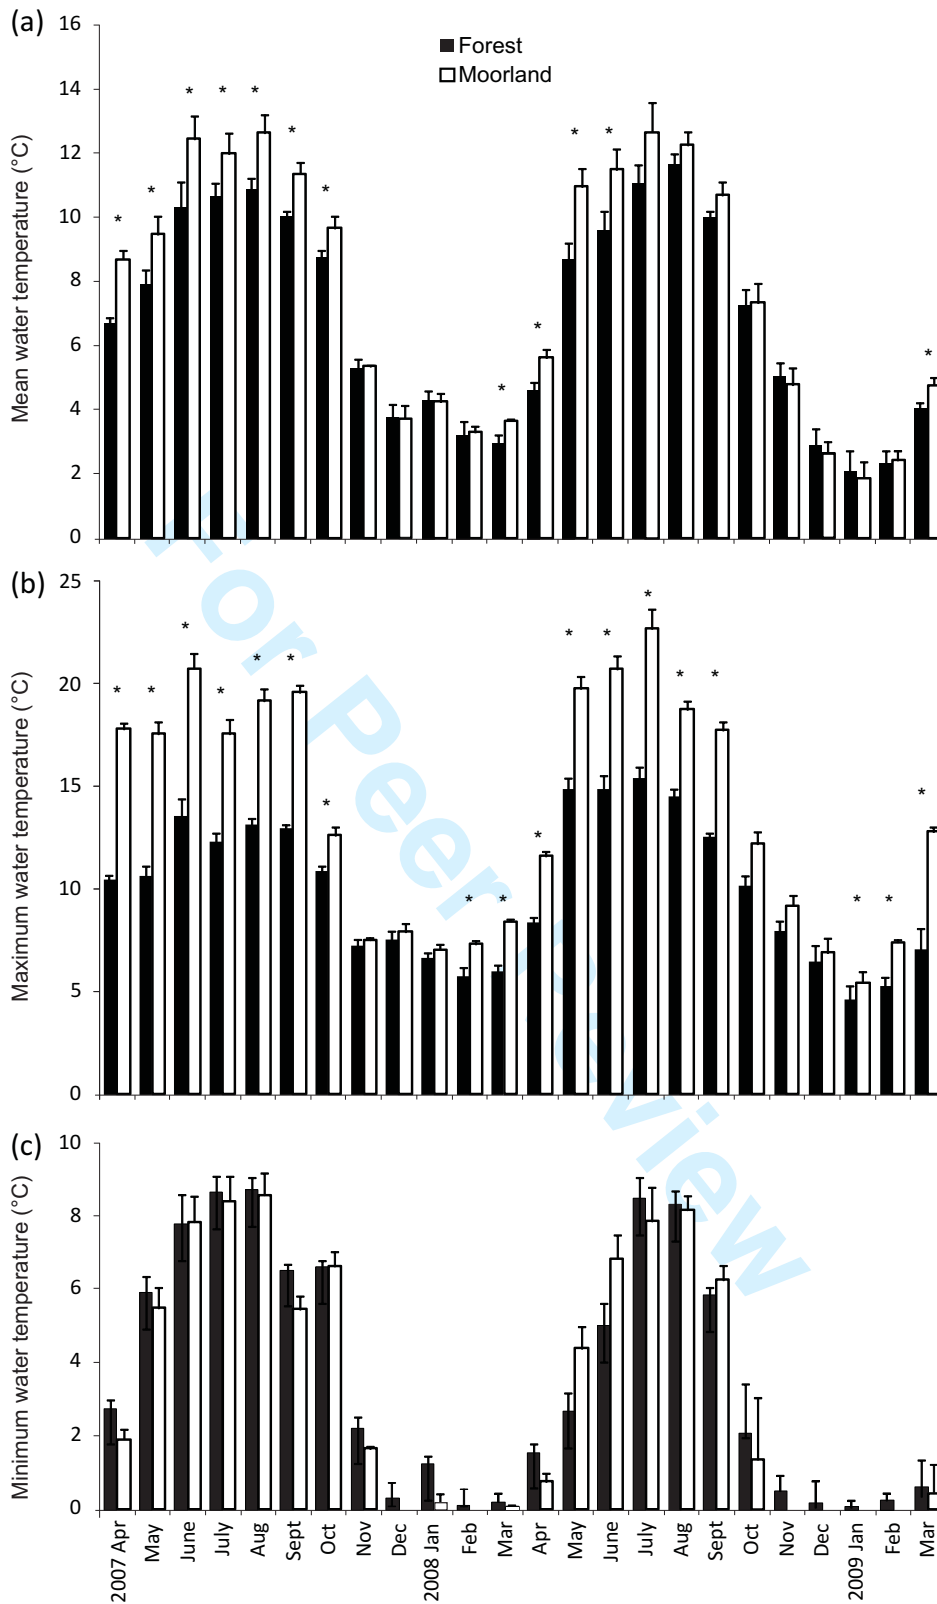 (a)
Mean water temperature (°C)
16
14
12
10
8
6
4
2
0
Forest
Moorland
* * * * * * * * * * * *
(b)
Maximum water temperature (°C)
25
20
15
10
5
0
* * * * * * * * * * * * * * * * * *
(c)
Minimum water temperature (°C)
10
8
6
4
2
0
2007 Apr
May
June
July
Aug
Sept
Oct
Nov
Dec
2008 Jan
Feb
Mar
Apr
May
June
July
Aug
Sept
Oct
Nov
Dec
2009 Jan
Feb
Mar
For Peer Review